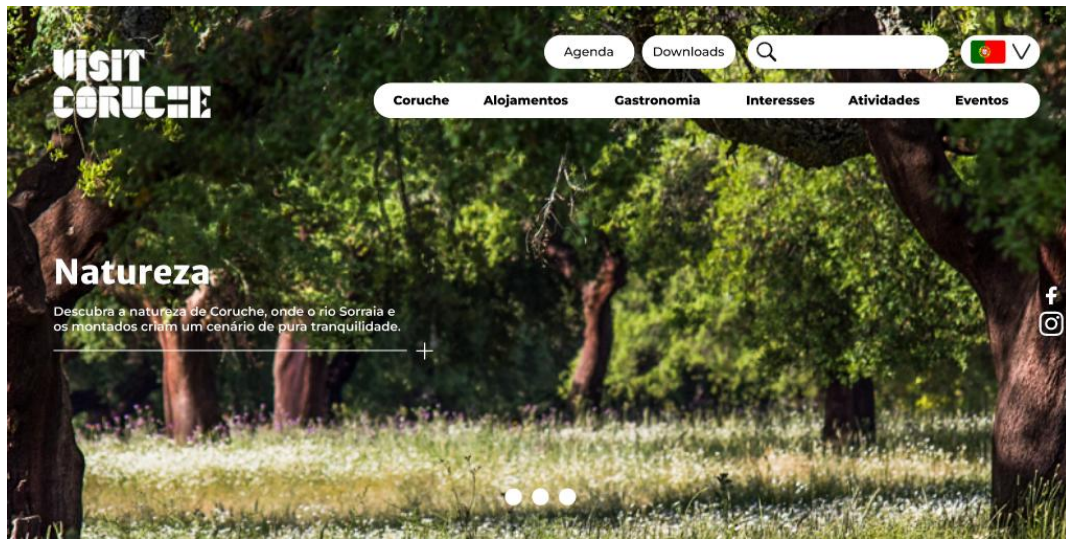 VISIT
CORUCHE
Agenda
Downloads
Coruche
Alojamentos
Gastronomia
Interesses
Atividades
Eventos
Natureza
Descubra a natureza de Coruche, onde o rio Sorraia e
os montados criam um cenário de pura tranquilidade.